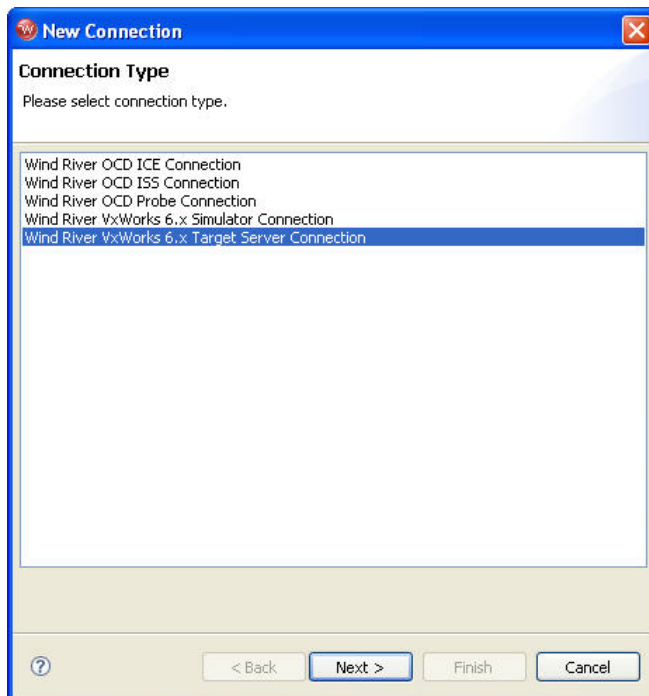 New Connection
Connection Type
Please select connection type.
Wind River OCD ICE Connection
Wind River OCD ISS Connection
Wind River OCD Probe Connection
Wind River VxWorks 6.x Simulator Connection
Wind River VxWorks 6.x Target Server Connection
< Back Next > Finish Cancel